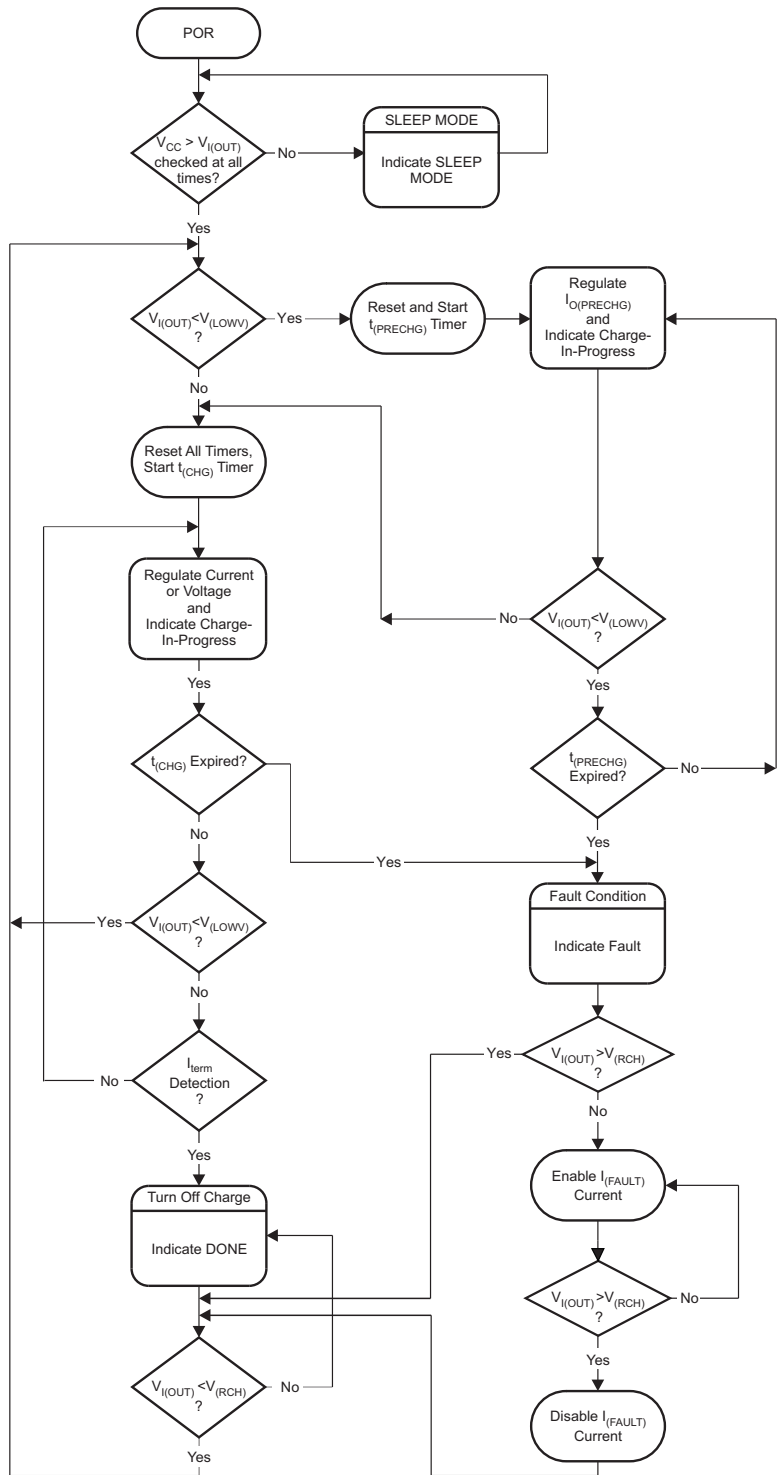 POR
V_CC > V_I(OUT)
checked at all
times?
No
SLEEP MODE
Indicate SLEEP
MODE
Yes
V_I(OUT)<V_(LOWV)
?
Yes
Reset and Start
t_(PRECHG) Timer
Regulate
I_O(PRECHG)
and
Indicate Charge-
In-Progress
No
Reset All Timers,
Start t_(CHG) Timer
Regulate Current
or Voltage
and
Indicate Charge-
In-Progress
No
V_I(OUT)<V_(LOWV)
?
Yes
Yes
t_(CHG) Expired?
t_(PRECHG)
Expired?
No
No
Yes
Yes
Yes
V_I(OUT)<V_(LOWV)
?
Fault Condition
Indicate Fault
No
No
I_term
Detection
?
Yes
V_I(OUT)>V_(RCH)
?
No
Yes
Enable I_(FAULT)
Current
Turn Off Charge
Indicate DONE
V_I(OUT)>V_(RCH)
?
No
Yes
V_I(OUT) <V_(RCH)
?
No
Yes
Disable I_(FAULT)
Current